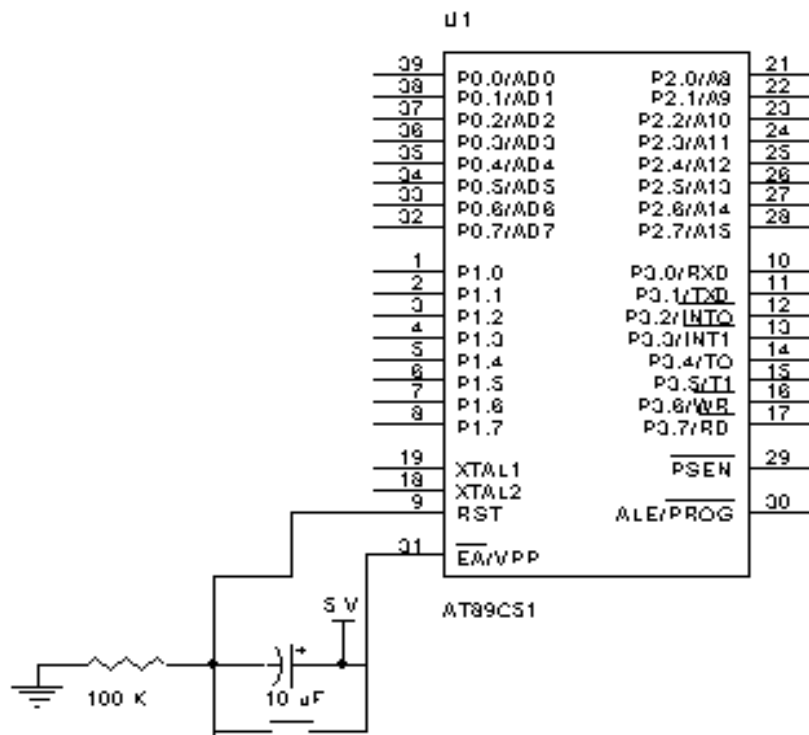 U1
39 P0.0/AD0 P2.0/A8 21
38 P0.1/AD1 P2.1/A9 22
37 P0.2/AD2 P2.2/A10 23
36 P0.3/AD3 P2.3/A11 24
35 P0.4/AD4 P2.4/A12 25
34 P0.5/AD5 P2.5/A13 26
33 P0.6/AD6 P2.6/A14 27
32 P0.7/AD7 P2.7/A15 28
1 P1.0 P3.0/RXD 10
2 P1.1 P3.1/TXD 11
3 P1.2 P3.2/INT0 12
4 P1.3 P3.3/INT1 13
5 P1.4 P3.4/T0 14
6 P1.5 P3.5/T1 15
7 P1.6 P3.6/WR 16
8 P1.7 P3.7/RD 17
19 XTAL1 PSEN 29
18 XTAL2
9 RST ALE/PROG 30
31 EA/VPP
AT89C51
5 V
+
100 K 10 uF